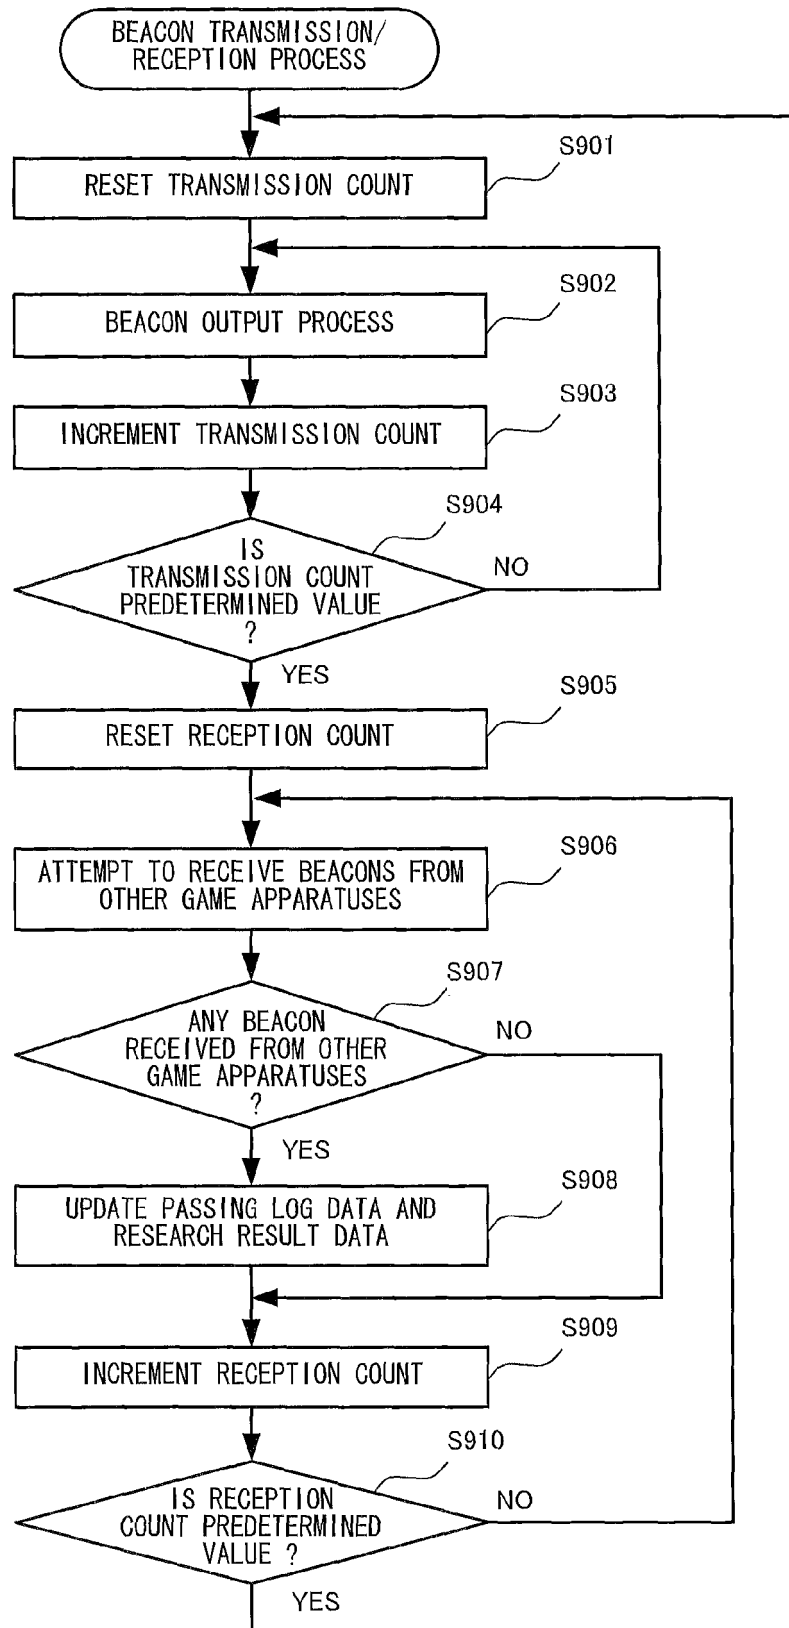 BEACON TRANSMISSION/
RECEPTION PROCESS
S901
RESET TRANSMISSION COUNT
S902
BEACON OUTPUT PROCESS
S903
INCREMENT TRANSMISSION COUNT
S904
IS
TRANSMISSION COUNT
PREDETERMINED VALUE
?
NO
YES
S905
RESET RECEPTION COUNT
S906
ATTEMPT TO RECEIVE BEACONS FROM
OTHER GAME APPARATUSES
S907
ANY BEACON
RECEIVED FROM OTHER
GAME APPARATUSES
?
NO
YES
S908
UPDATE PASSING LOG DATA AND
RESEARCH RESULT DATA
S909
INCREMENT RECEPTION COUNT
S910
IS RECEPTION
COUNT PREDETERMINED
VALUE ?
NO
YES